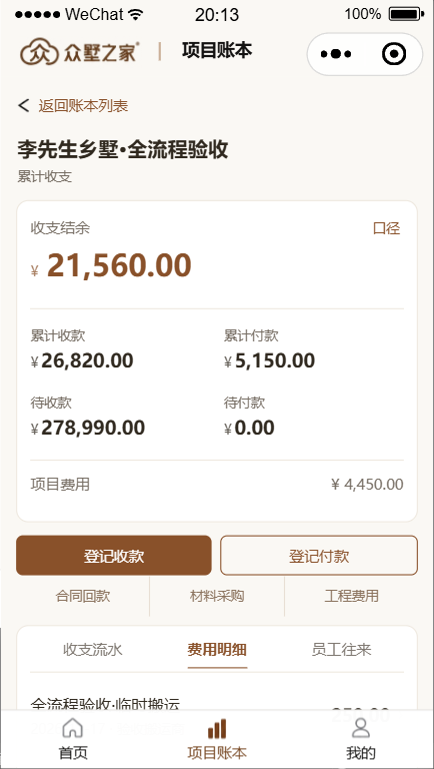 WeChat 20:13 100%
众墅之家 | 项目账本
返回账本列表
李先生乡墅·全流程验收
累计收支
收支结余 口径
¥ 21,560.00
累计收款 累计付款
¥26,820.00 ¥5,150.00
待收款 待付款
¥278,990.00 ¥0.00
项目费用 ¥ 4,450.00
登记收款 登记付款
合同回款 材料采购 工程费用
收支流水 费用明细 员工往来
全流程验收·临时搬运
首页 项目账本 我的